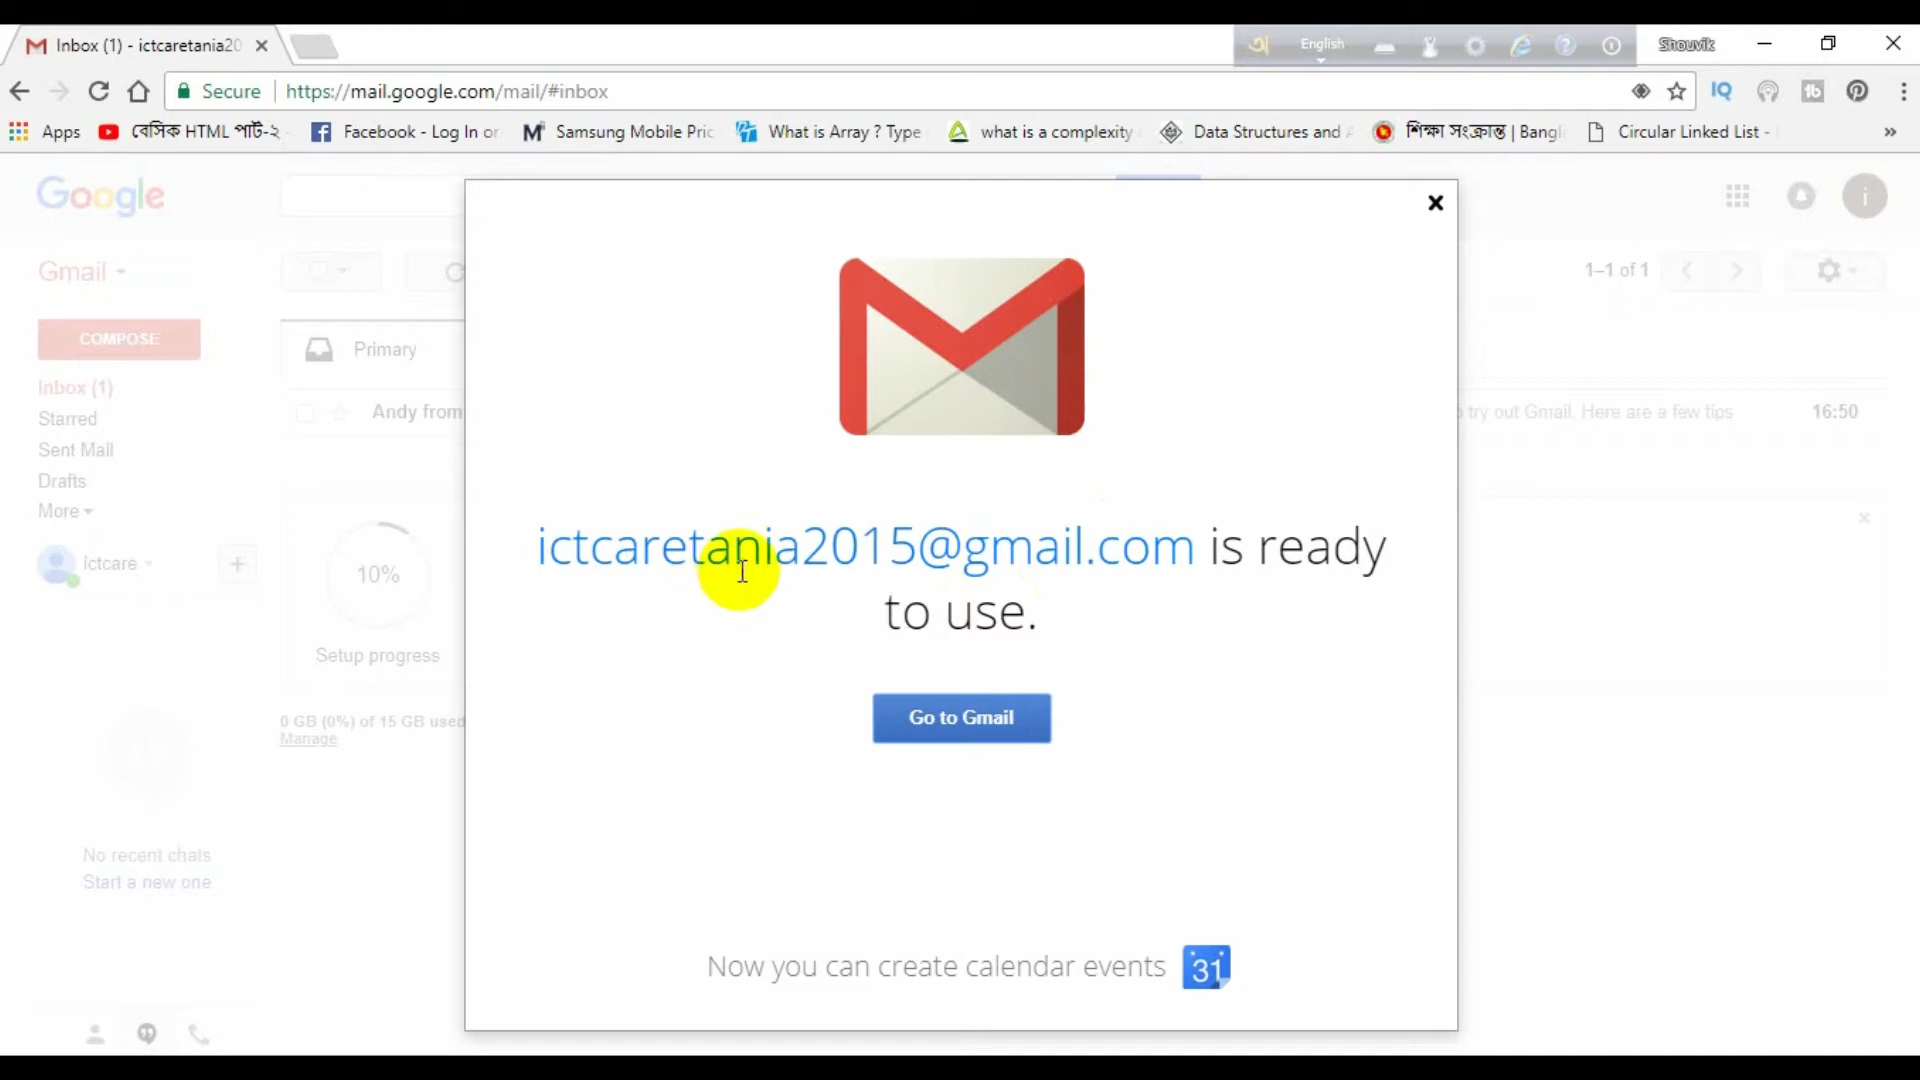 Inbox (1) - ictcaretania20
English
Shouvik
Secure
https://mail.google.com/mail/#inbox
Apps
বেসিক HTML পার্ট-২
Facebook - Log In or
Samsung Mobile Pric
What is Array ? Type
what is a complexity
Data Structures and
শিক্ষা সংক্রান্ত | Bangl
Circular Linked List -
Google
i
Gmail
1–1 of 1
COMPOSE
Primary
Inbox (1)
Andy from
try out Gmail. Here are a few tips
16:50
Starred
Sent Mail
Drafts
More
ictcaretania2015@gmail.com is ready
to use.
Ictcare
10%
Setup progress
Go to Gmail
0 GB (0%) of 15 GB used
Manage
No recent chats
Start a new one
Now you can create calendar events
31